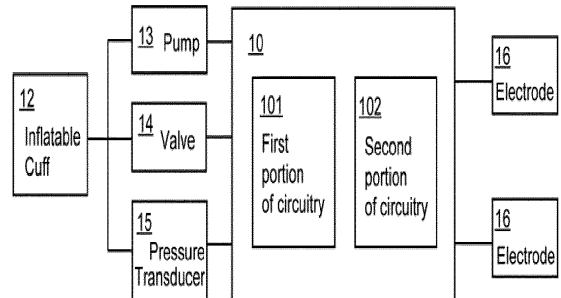 12
Inflatable
Cuff
13 Pump
14
Valve
15
Pressure
Transducer
10
101
First
portion
of circuitry
102
Second
portion
of circuitry
16
Electrode
16
Electrode